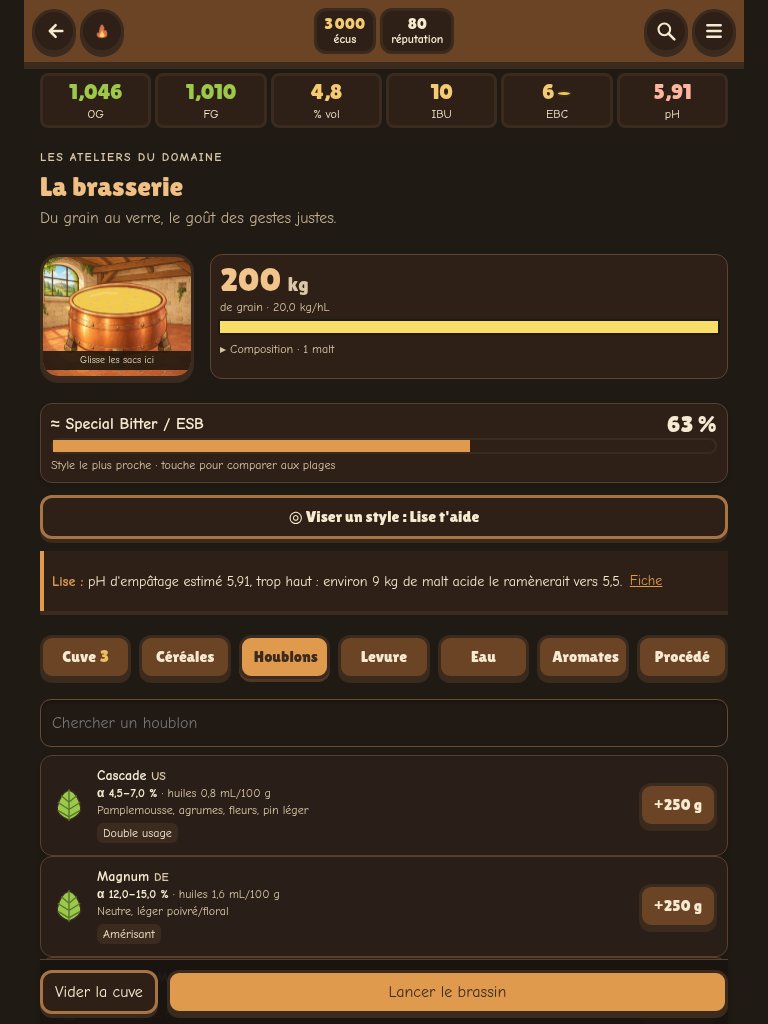 3 000
écus
80
réputation
1,046
OG
1,010
FG
4,8
% vol
10
IBU
6
EBC
5,91
pH
LES ATELIERS DU DOMAINE
La brasserie
Du grain au verre, le goût des gestes justes.
Glisse les sacs ici
200 kg
de grain · 20,0 kg/hL
▸ Composition · 1 malt
≈ Special Bitter / ESB
63 %
Style le plus proche · touche pour comparer aux plages
◎ Viser un style : Lise t'aide
Lise : pH d'empâtage estimé 5,91, trop haut : environ 9 kg de malt acide le ramènerait vers 5,5. Fiche
Cuve 3
Céréales
Houblons
Levure
Eau
Aromates
Procédé
Chercher un houblon
Cascade US
α 4,5–7,0 % · huiles 0,8 mL/100 g
Pamplemousse, agrumes, fleurs, pin léger
Double usage
+250 g
Magnum DE
α 12,0–15,0 % · huiles 1,6 mL/100 g
Neutre, léger poivré/floral
Amérisant
+250 g
Vider la cuve
Lancer le brassin